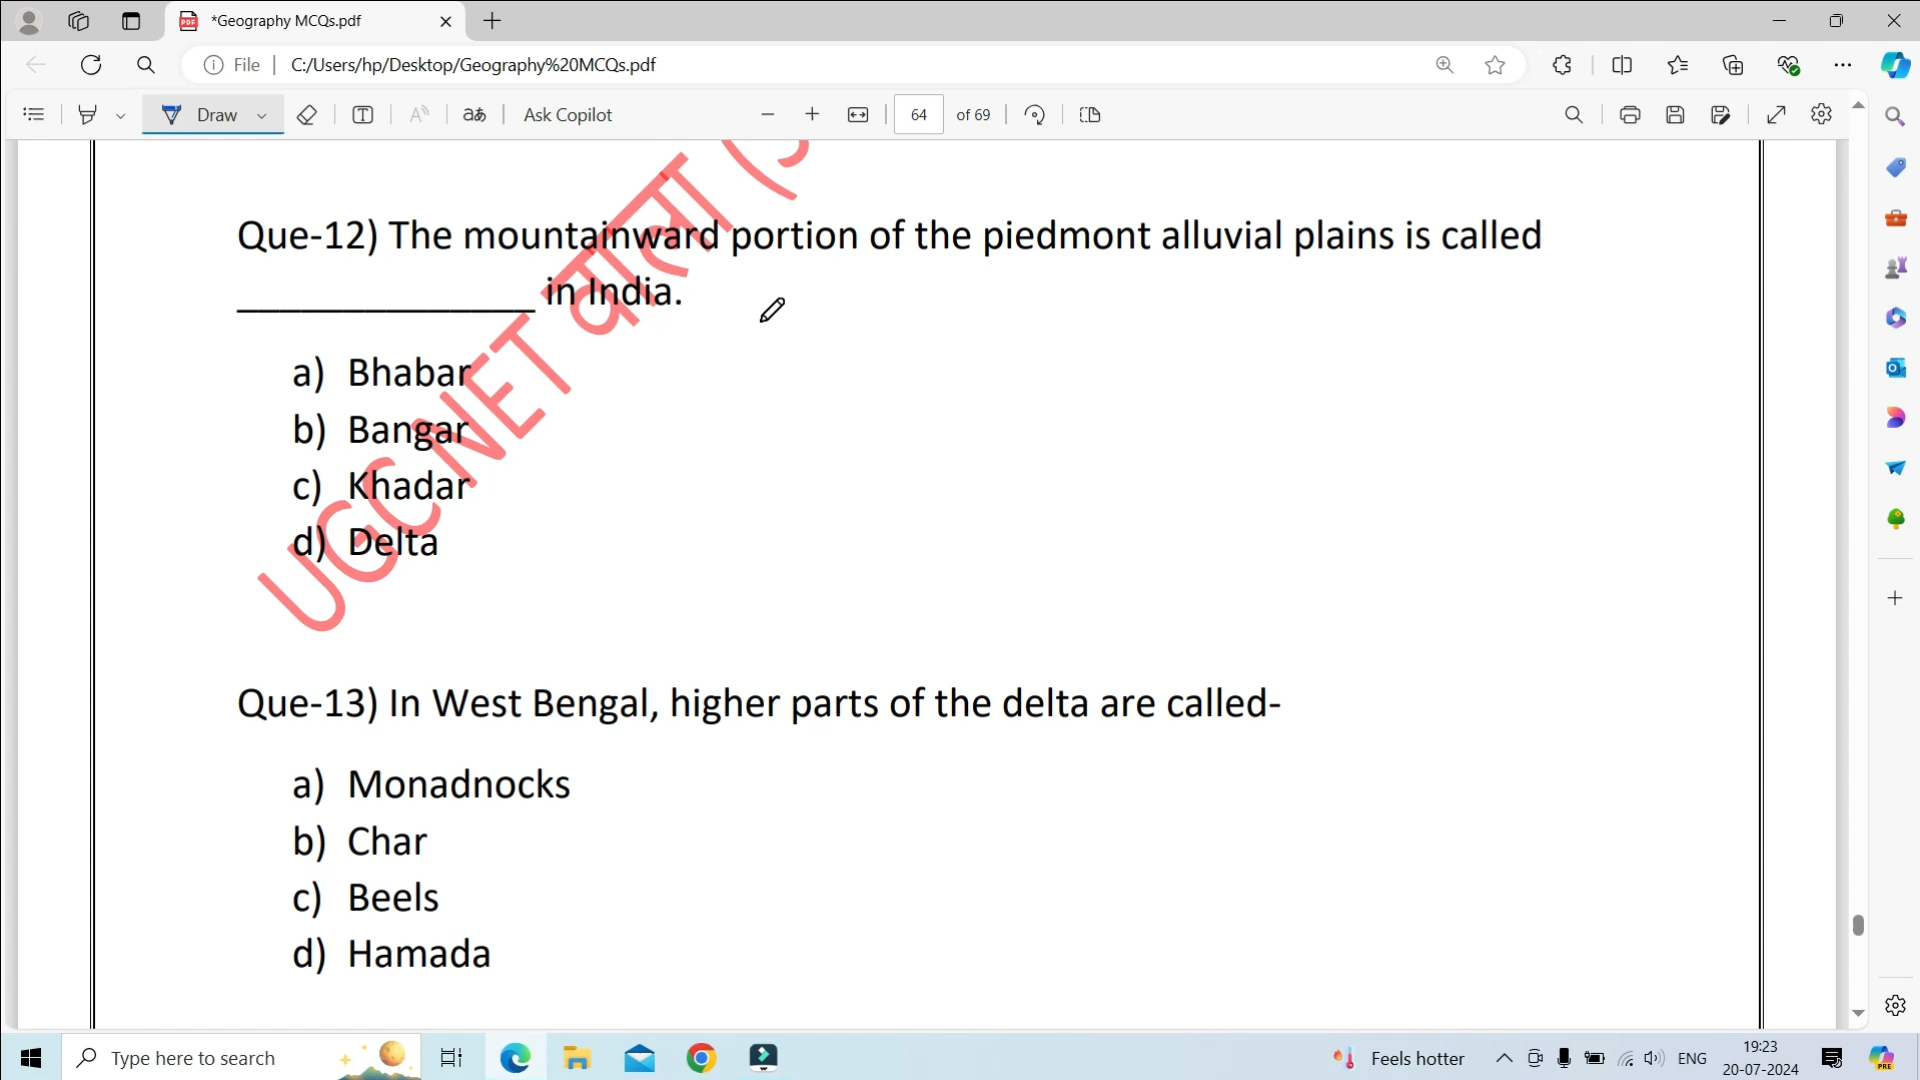 *Geography MCQs.pdf
File
C:/Users/hp/Desktop/Geography%20MCQs.pdf
Draw
aあ
Ask Copilot
64
of 69
Que-12) The mountainward portion of the piedmont alluvial plains is called
______________ in India.
a) Bhabar
b) Bangar
c) Khadar
d) Delta
UGC NET वाला
Que-13) In West Bengal, higher parts of the delta are called-
a) Monadnocks
b) Char
c) Beels
d) Hamada
Type here to search
Feels hotter
ENG
19:23
20-07-2024